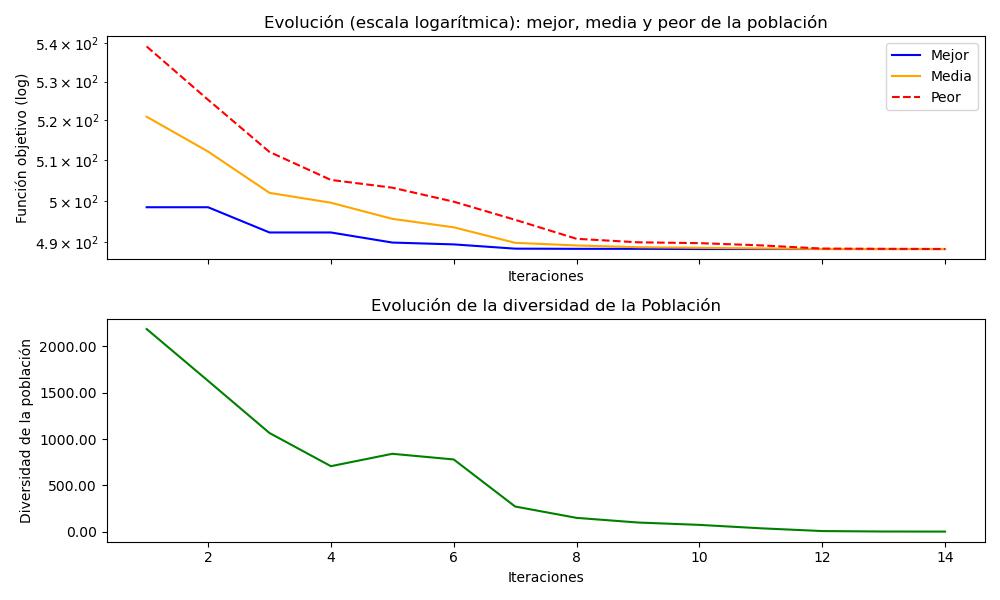 Evolución (escala logarítmica): mejor, media y peor de la población
5.4 × 10²
5.3 × 10²
5.2 × 10²
5.1 × 10²
5 × 10²
4.9 × 10²
Función objetivo (log)
Mejor
Media
Peor
Iteraciones
Evolución de la diversidad de la Población
2000.00
1500.00
1000.00
500.00
0.00
Diversidad de la población
2 4 6 8 10 12 14
Iteraciones